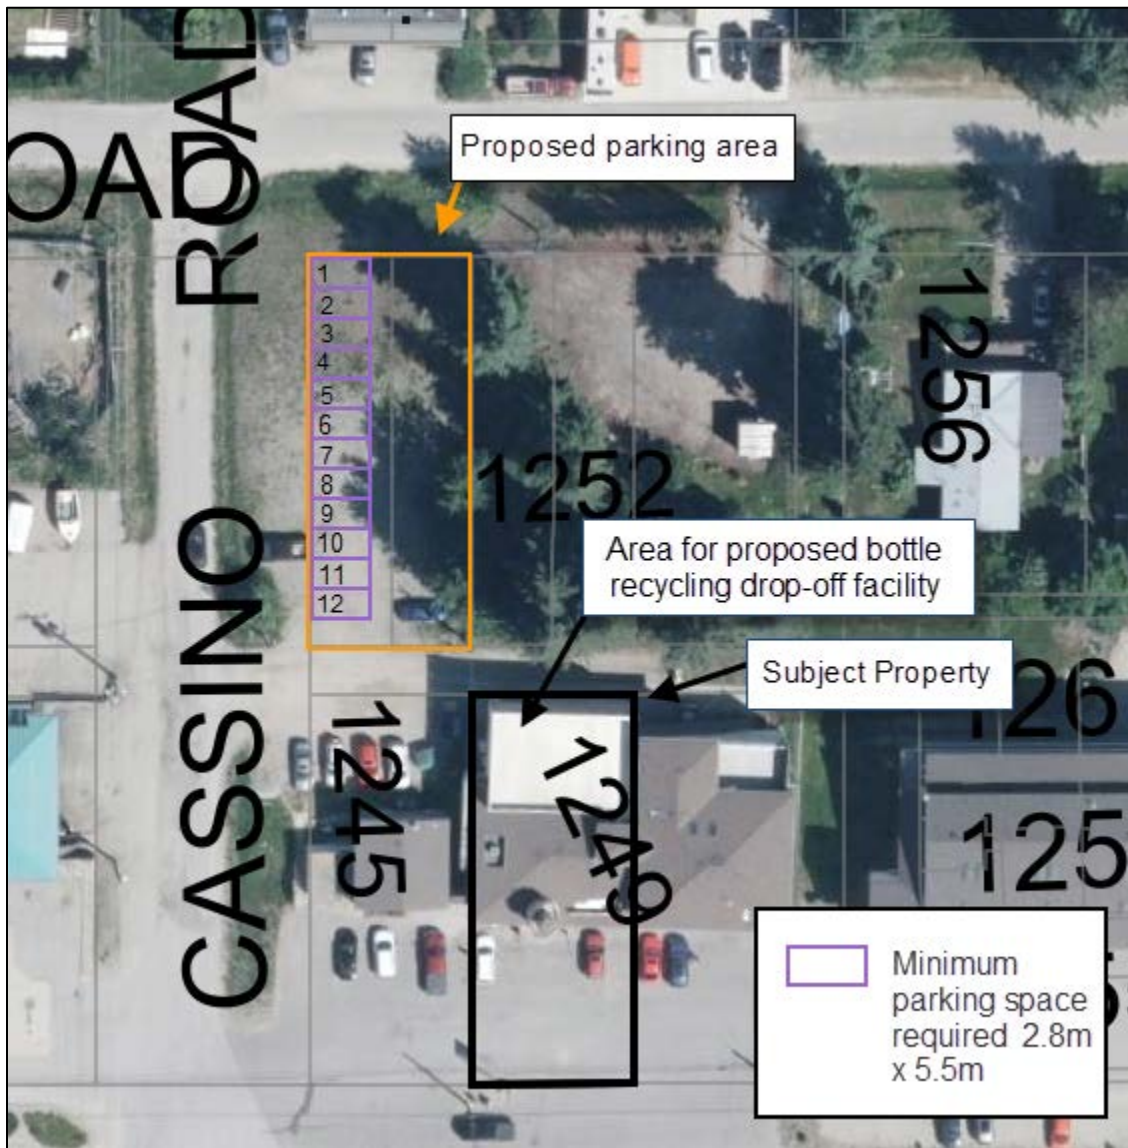 ROAD
OAD
Proposed parking area
1
2
3
4
5
6
7
8
9
10
11
12
1256
1252
Area for proposed bottle
recycling drop-off facility
Subject Property
126
CASSINO
1245
1249
125
Minimum
parking space
required 2.8m
x 5.5m